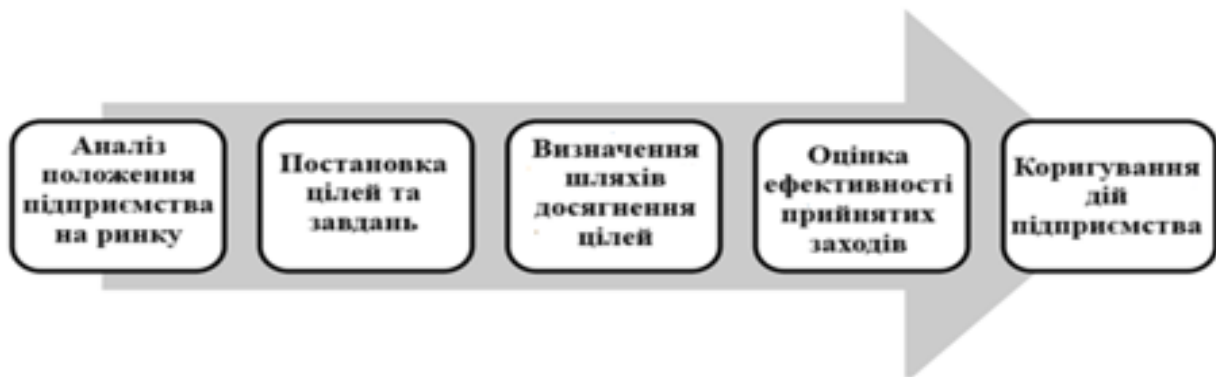 Аналіз
положення
підприємства
на ринку
Постановка
цілей та
завдань
Визначення
шляхів
досягнення
цілей
Оцінка
ефективності
прийнятих
заходів
Коригування
дій
підприємства